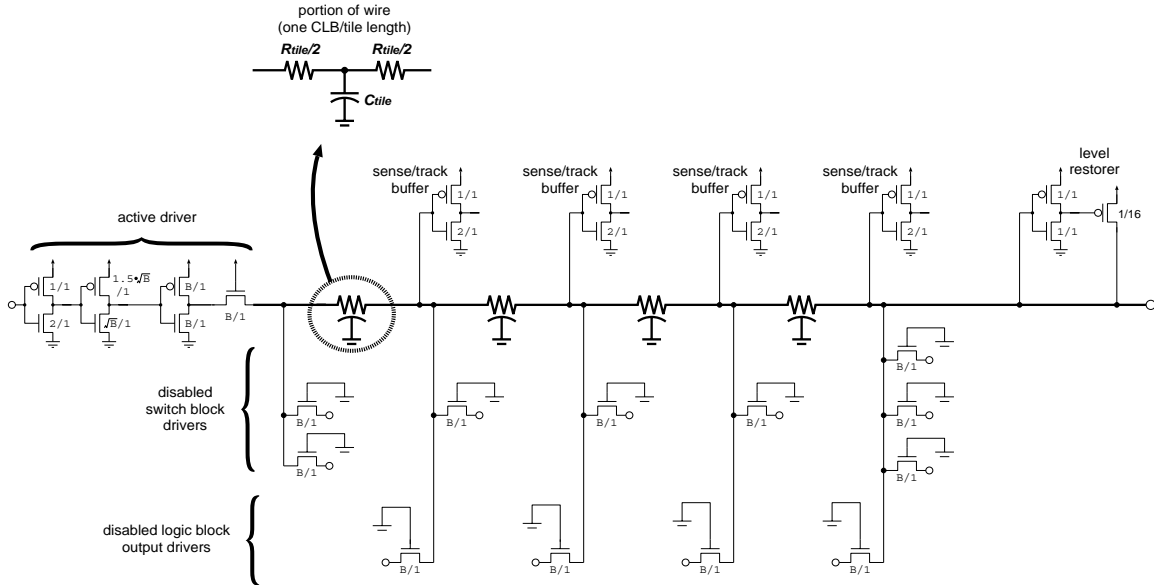 portion of wire
(one CLB/tile length)
Rtile/2 Rtile/2
Ctile
sense/track
buffer
sense/track
buffer
sense/track
buffer
sense/track
buffer
level
restorer
1/1
2/1
1/1
2/1
1/1
2/1
1/1
2/1
1/1
1/1
1/16
active driver
1/1
2/1
1.5•√B
/1
√B/1
B/1
B/1
B/1
disabled
switch block
drivers
B/1
B/1
B/1
B/1
B/1
B/1
B/1
B/1
disabled logic block
output drivers
B/1
B/1
B/1
B/1